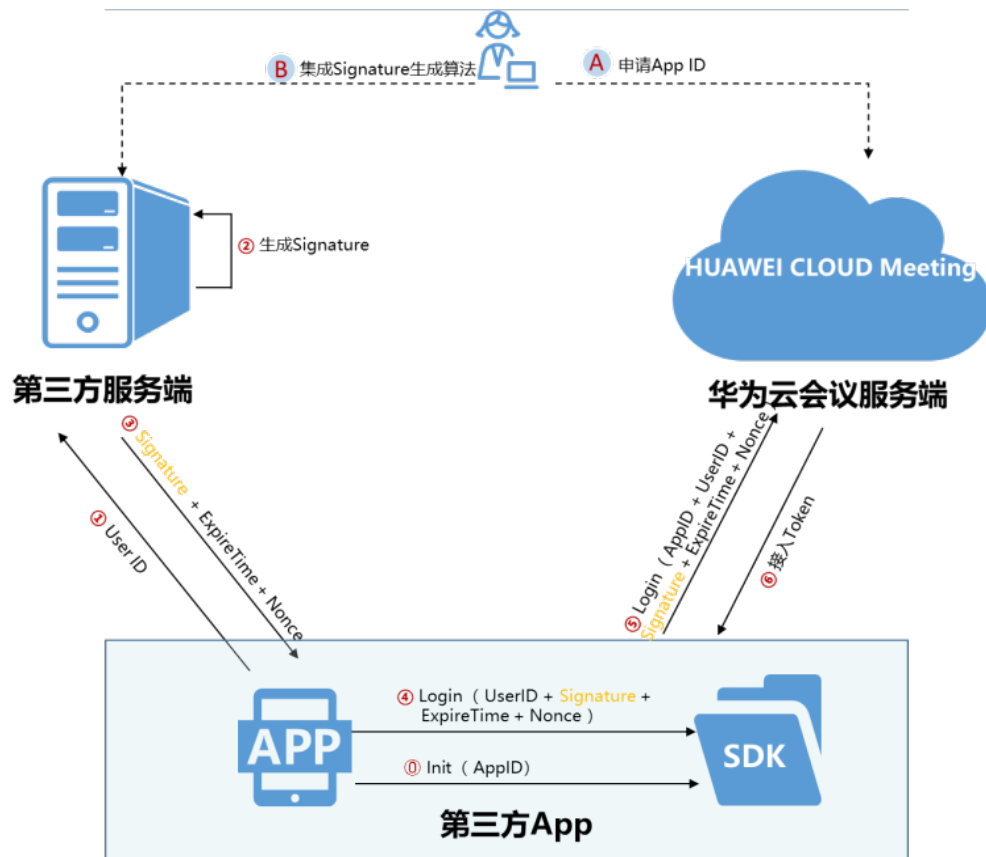 B 集成Signature生成算法
A 申请App ID
② 生成Signature
HUAWEI CLOUD Meeting
第三方服务端
华为云会议服务端
① User ID
③ Signature + ExpireTime + Nonce
⑤ Login（AppID + UserID +
Signature + ExpireTime + Nonce）
⑥ 接入Token
④ Login（UserID + Signature +
ExpireTime + Nonce）
APP
SDK
⓪ Init（AppID）
第三方App